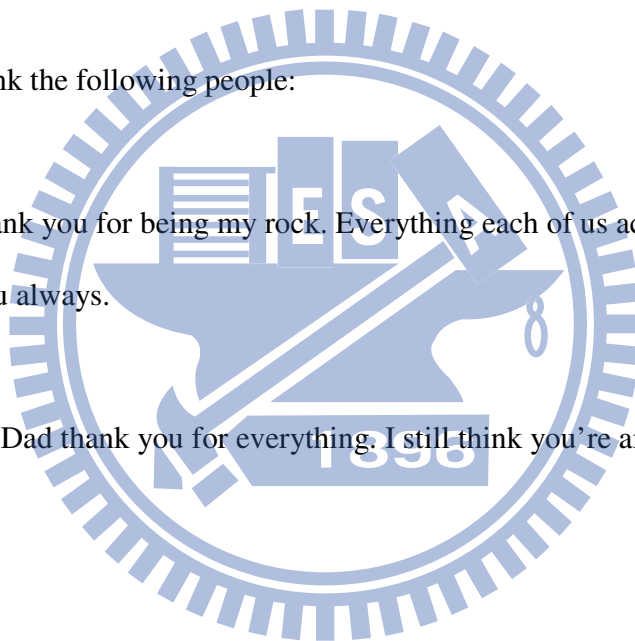 nk the following people:
E S A
ank you for being my rock. Everything each of us ac
u always.
Dad thank you for everything. I still think you’re a
1896